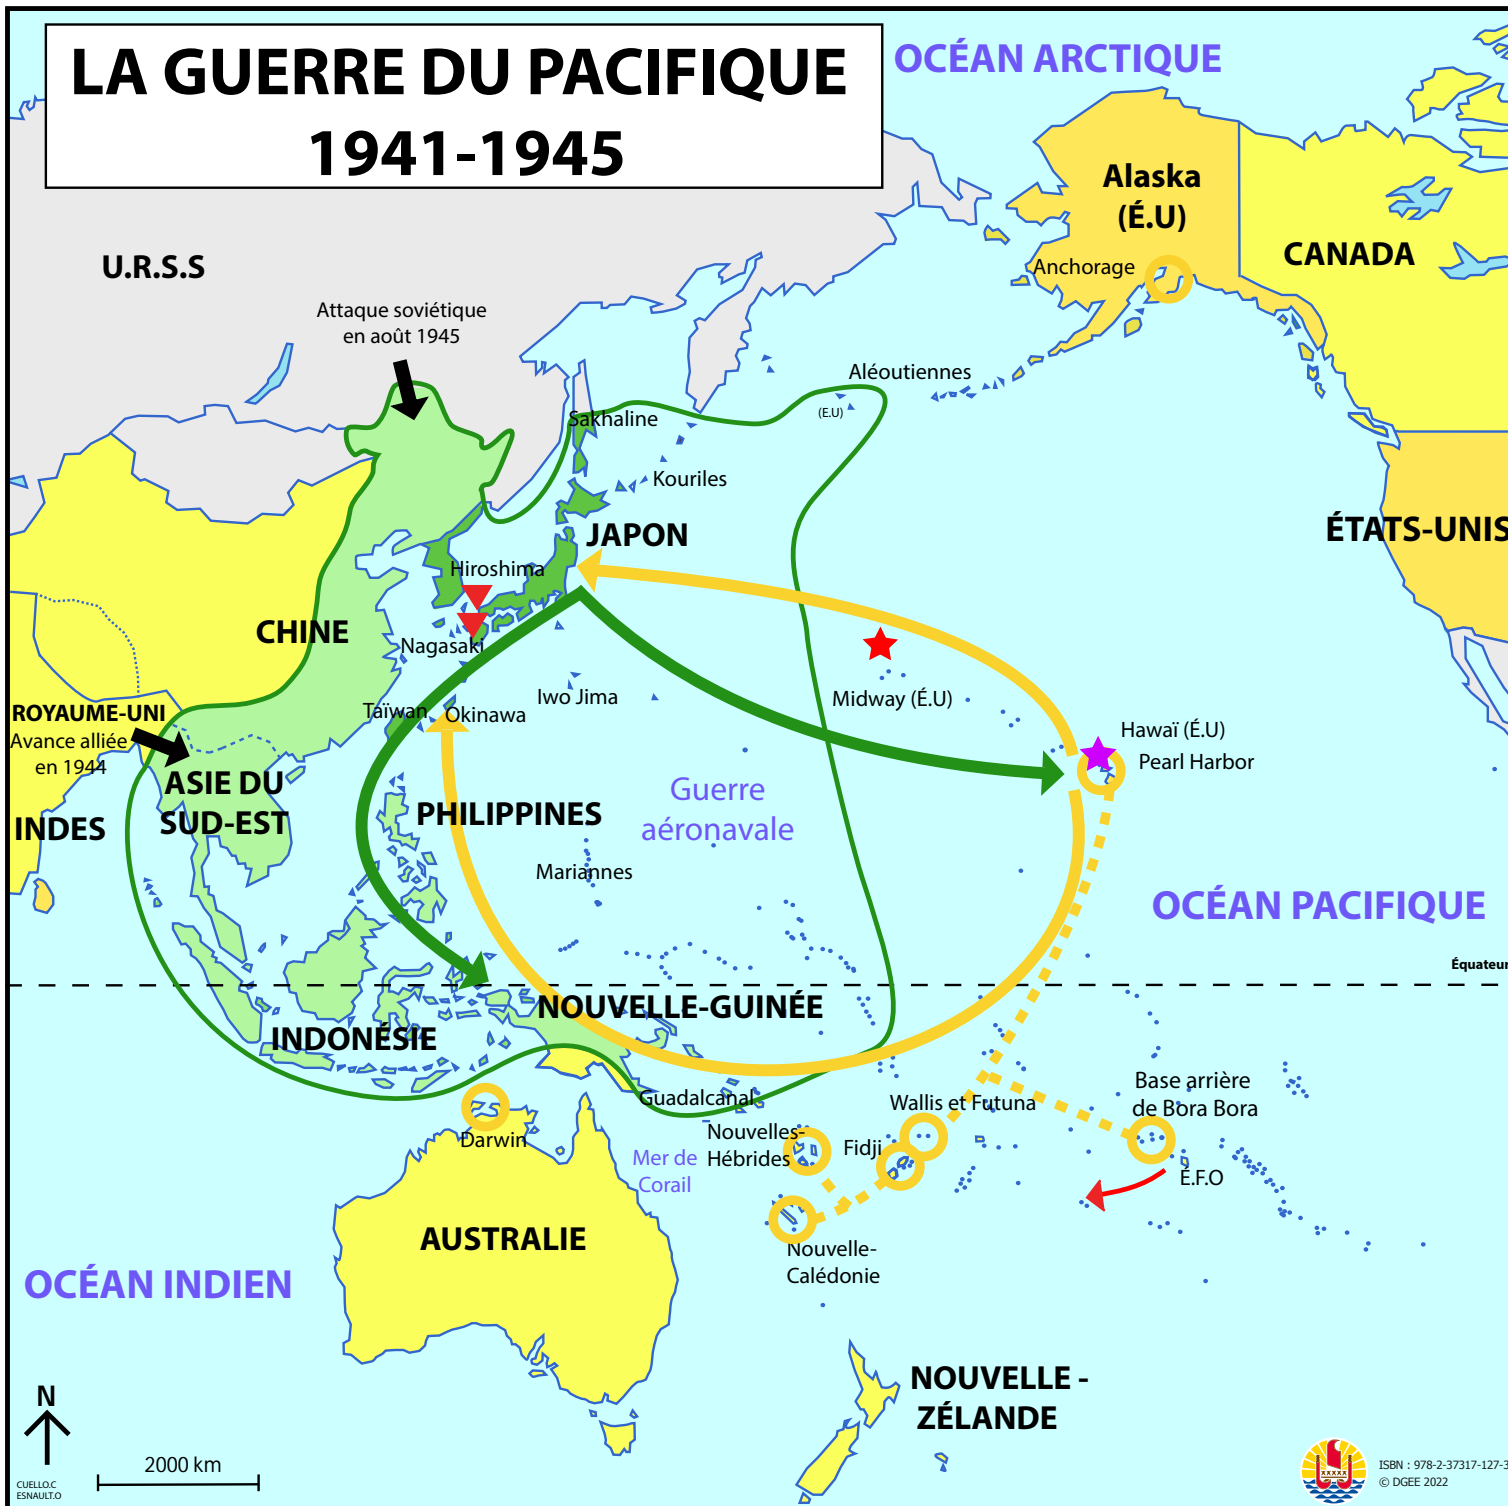 LA GUERRE DU PACIFIQUE
1941-1945
OCÉAN ARCTIQUE
Alaska
(É.U)
Anchorage
CANADA
U.R.S.S
Attaque soviétique
en août 1945
Aléoutiennes
(E.U)
Sakhaline
Kouriles
JAPON
ÉTATS-UNIS
Hiroshima
CHINE
Nagasaki
Iwo Jima
Midway (É.U)
ROYAUME-UNI
Avance alliée
en 1944
Taïwan
Okinawa
Hawaï (É.U)
Pearl Harbor
ASIE DU
SUD-EST
INDES
PHILIPPINES
Guerre
aéronavale
Mariannes
OCÉAN PACIFIQUE
Équateur
NOUVELLE-GUINÉE
INDONÉSIE
Guadalcanal
Wallis et Futuna
Base arrière
de Bora Bora
Darwin
Nouvelles-
Hébrides
Fidji
Mer de
Corail
E.F.O
AUSTRALIE
Nouvelle-
Calédonie
OCÉAN INDIEN
NOUVELLE -
ZÉLANDE
N
2000 km
CUELLO.C
ESNAULT.O
ISBN : 978-2-37317-127-3
© DGEE 2022